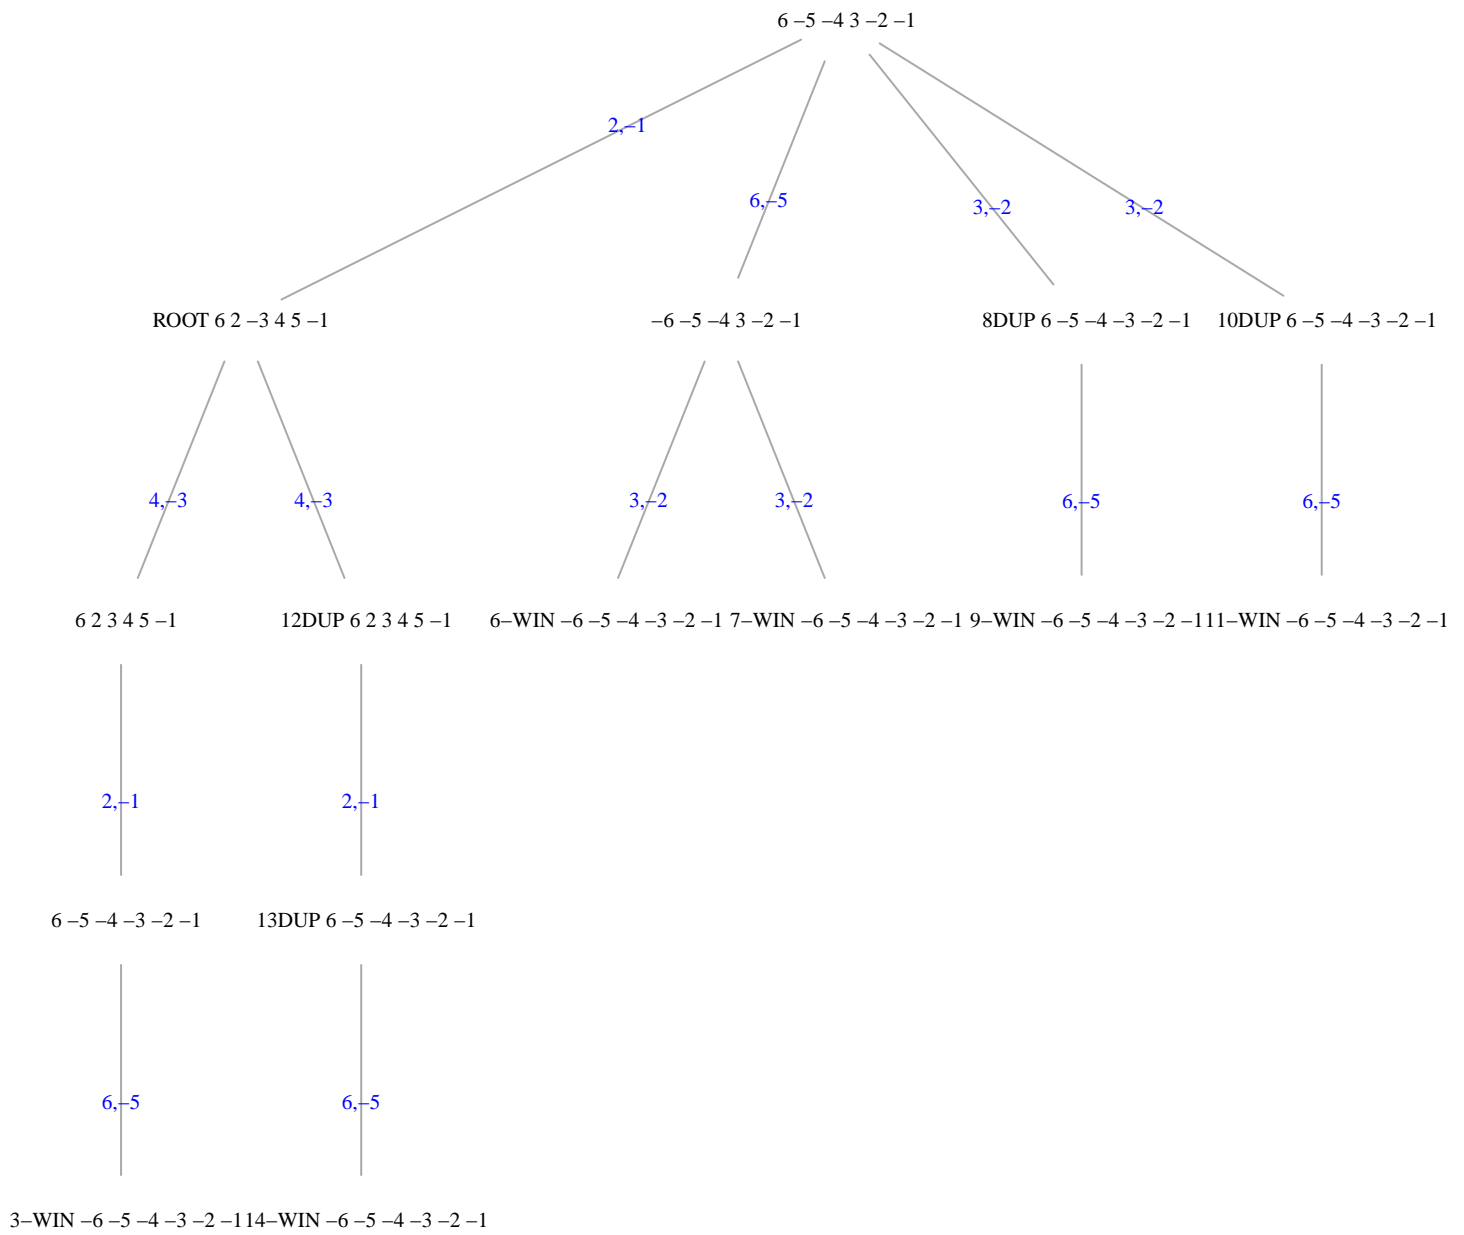 6 –5 –4 3 –2 –1
2,–1
6,–5
3,–2
3,–2
ROOT 6 2 –3 4 5 –1
–6 –5 –4 3 –2 –1
8DUP 6 –5 –4 –3 –2 –1
10DUP 6 –5 –4 –3 –2 –1
4,–3
4,–3
3,–2
3,–2
6,–5
6,–5
6 2 3 4 5 –1
12DUP 6 2 3 4 5 –1
6–WIN –6 –5 –4 –3 –2 –1
7–WIN –6 –5 –4 –3 –2 –1
9–WIN –6 –5 –4 –3 –2 –1
11–WIN –6 –5 –4 –3 –2 –1
2,–1
2,–1
6 –5 –4 –3 –2 –1
13DUP 6 –5 –4 –3 –2 –1
6,–5
6,–5
3–WIN –6 –5 –4 –3 –2 –1
14–WIN –6 –5 –4 –3 –2 –1